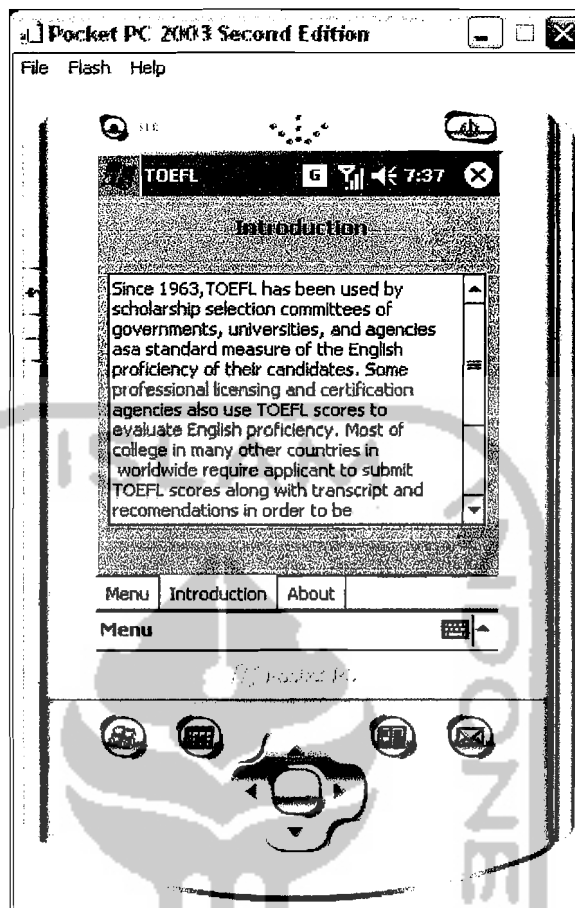 Pocket PC 2003 Second Edition
File Flash Help
TOEFL G 7:37
Introduction
Since 1963,TOEFL has been used by
scholarship selection committees of
governments, universities, and agencies
asa standard measure of the English
proficiency of their candidates. Some
professional licensing and certification
agencies also use TOEFL scores to
evaluate English proficiency. Most of
college in many other countries in
worldwide require applicant to submit
TOEFL scores along with transcript and
recomendations in order to be
Menu Introduction About
Menu
Pocket PC
ISLAM
INDONE